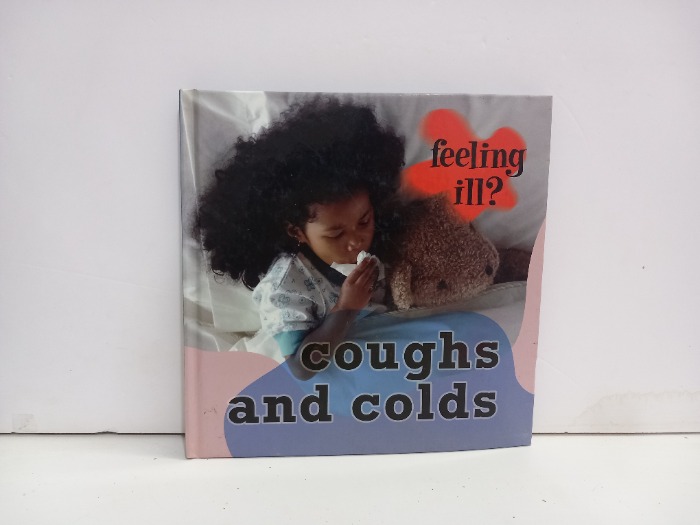 feeling
ill?
coughs
and colds